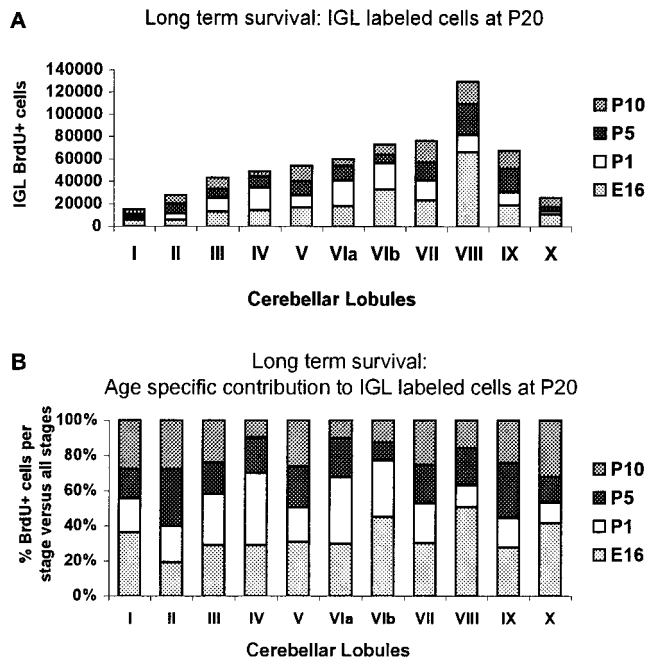 A
Long term survival: IGL labeled cells at P20
IGL BrdU+ cells
140000
120000
100000
80000
60000
40000
20000
0
P10
P5
P1
E16
I II III IV V VIa VIb VII VIII IX X
Cerebellar Lobules
B
Long term survival:
Age specific contribution to IGL labeled cells at P20
% BrdU+ cells per
stage versus all stages
100%
80%
60%
40%
20%
0%
P10
P5
P1
E16
I II III IV V VIa VIb VII VIII IX X
Cerebellar Lobules